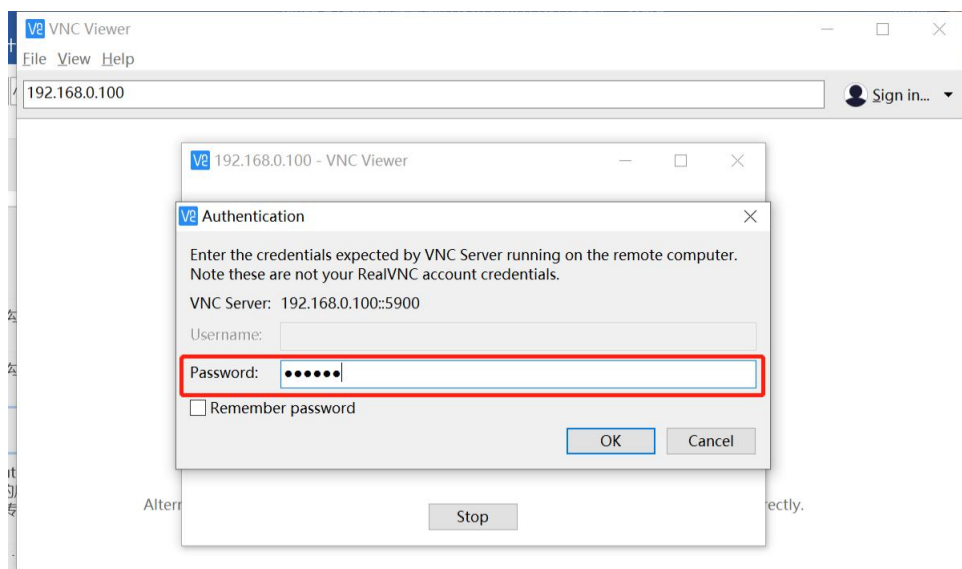 VNC Viewer
File View Help
192.168.0.100
Sign in...
192.168.0.100 - VNC Viewer
Authentication
Enter the credentials expected by VNC Server running on the remote computer.
Note these are not your RealVNC account credentials.
VNC Server: 192.168.0.100::5900
Username:
Password: ●●●●●●
Remember password
OK Cancel
Stop